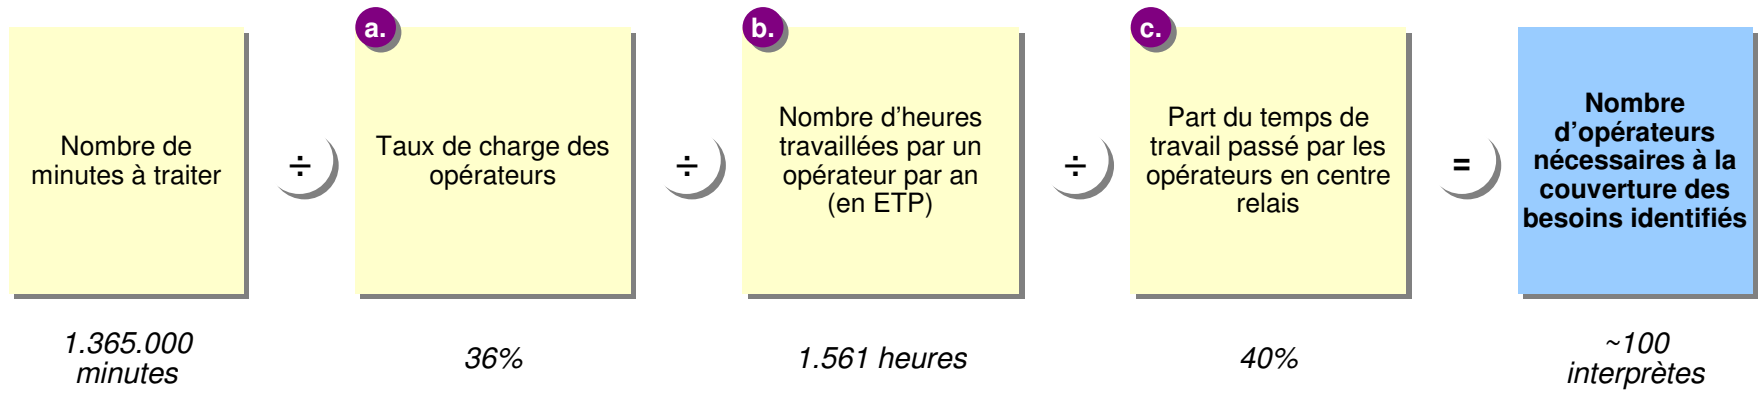 a.
b.
c.
Nombre de
minutes à traiter
÷
Taux de charge des
opérateurs
÷
Nombre d'heures
travaillées par un
opérateur par an
(en ETP)
÷
Part du temps de
travail passé par les
opérateurs en centre
relais
=
Nombre
d'opérateurs
nécessaires à la
couverture des
besoins identifiés
1.365.000
minutes
36%
1.561 heures
40%
~100
interprètes